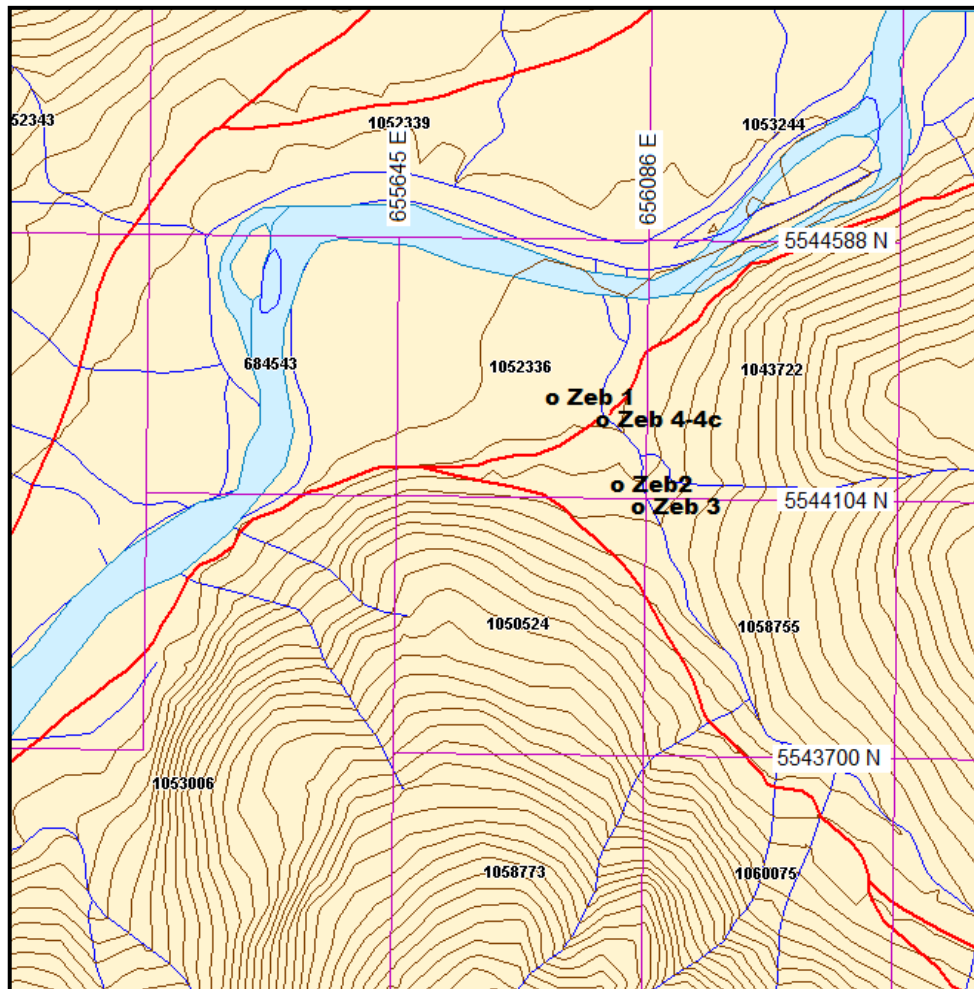 52343
1052339
1053244
655645 E
656086 E
5544588 N
684543
1052336
1043722
o Zeb 1
o Zeb 4-4c
o Zeb2
5544104 N
o Zeb 3
1050524
1058755
5543700 N
1053006
1058773
1060075